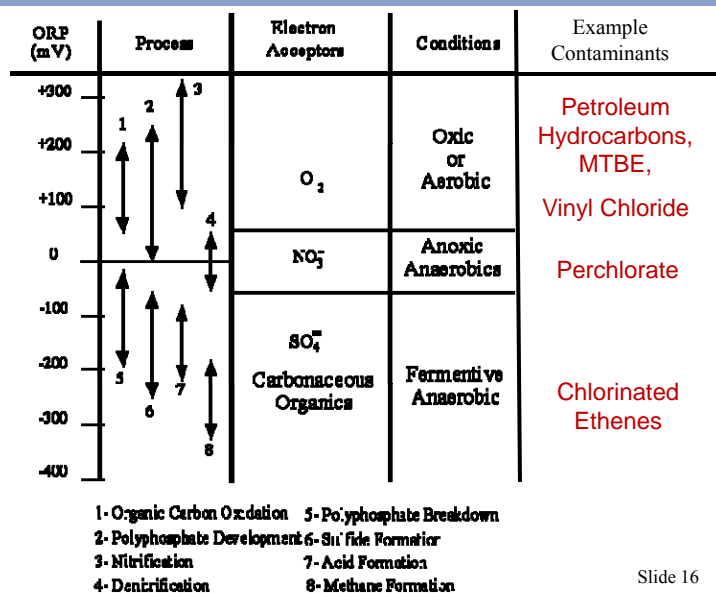 ORP
(mV)
Process
Electron
Acceptors
Conditions
Example
Contaminants
+300
+200
+100
0
-100
-200
-300
-400
1
2
3
4
5
6
7
8
O2
NO3-
SO4=
Carbonaceous
Organics
Oxic
or
Aerobic
Anoxic
Anaerobics
Fermentive
Anaerobic
Petroleum
Hydrocarbons,
MTBE,
Vinyl Chloride
Perchlorate
Chlorinated
Ethenes
1- Organic Carbon Oxidation
2- Polyphosphate Development
3- Nitrification
4- Denitrification
5- Polyphosphate Breakdown
6- Sulfide Formation
7- Acid Formation
8- Methane Formation
Slide 16